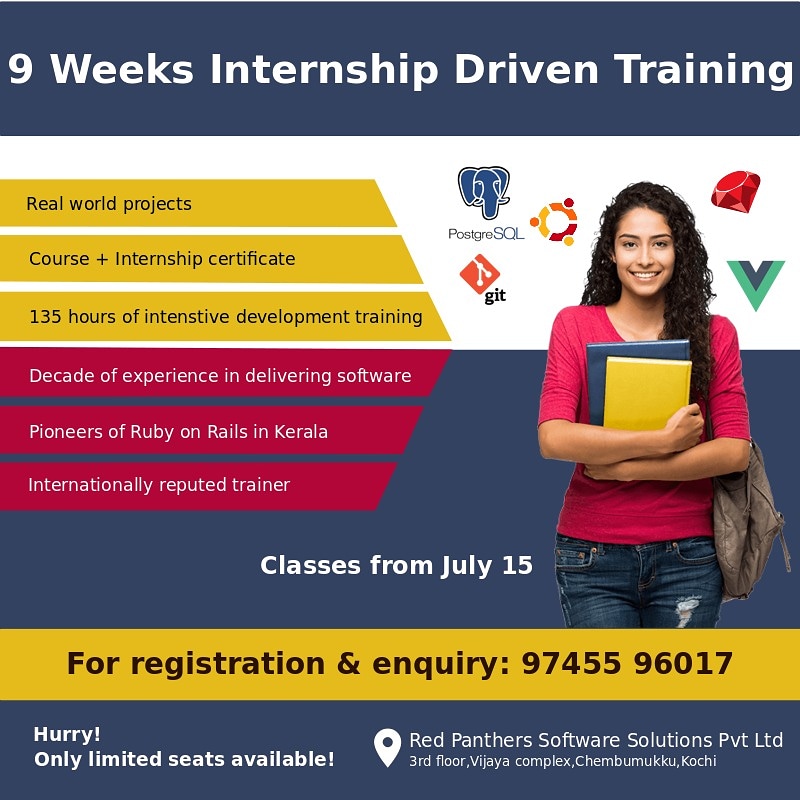 9 Weeks Internship Driven Training
Real world projects
Course + Internship certificate
135 hours of intenstive development training
Decade of experience in delivering software
Pioneers of Ruby on Rails in Kerala
Internationally reputed trainer
PostgreSQL
git
Classes from July 15
For registration & enquiry: 97455 96017
Hurry!
Only limited seats available!
Red Panthers Software Solutions Pvt Ltd
3rd floor,Vijaya complex,Chembumukku,Kochi